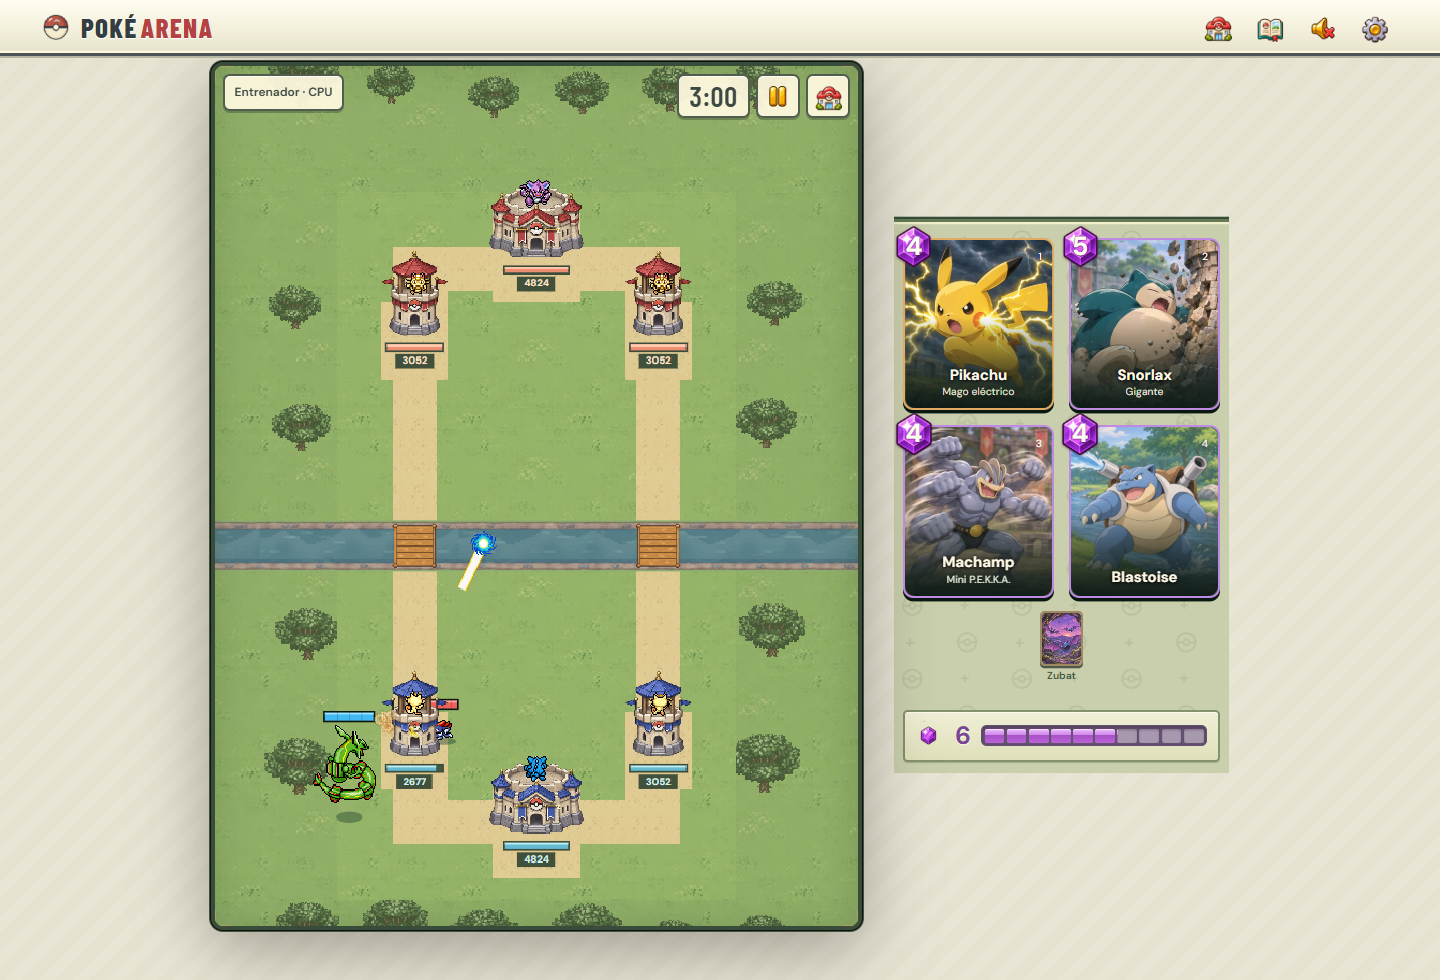 POKÉ ARENA
Entrenador · CPU
3:00
4824
3052
3052
2677
3052
4824
4
1
Pikachu
Mago eléctrico
5
2
Snorlax
Gigante
4
3
Machamp
Mini P.E.K.K.A.
4
4
Blastoise
Zubat
6